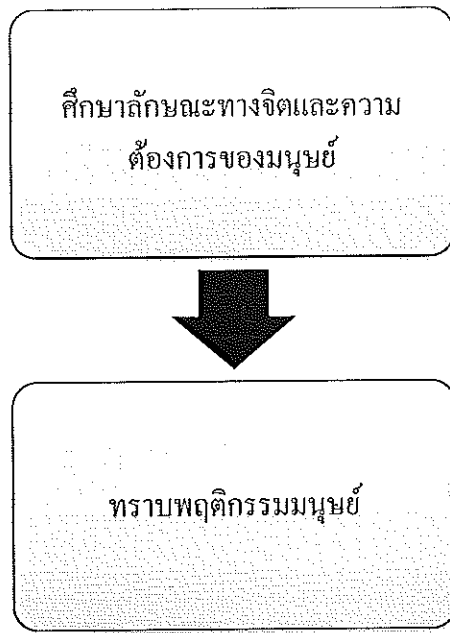 ศึกษาลักษณะทางจิตและความ
ต้องการของมนุษย์
ทราบพฤติกรรมมนุษย์